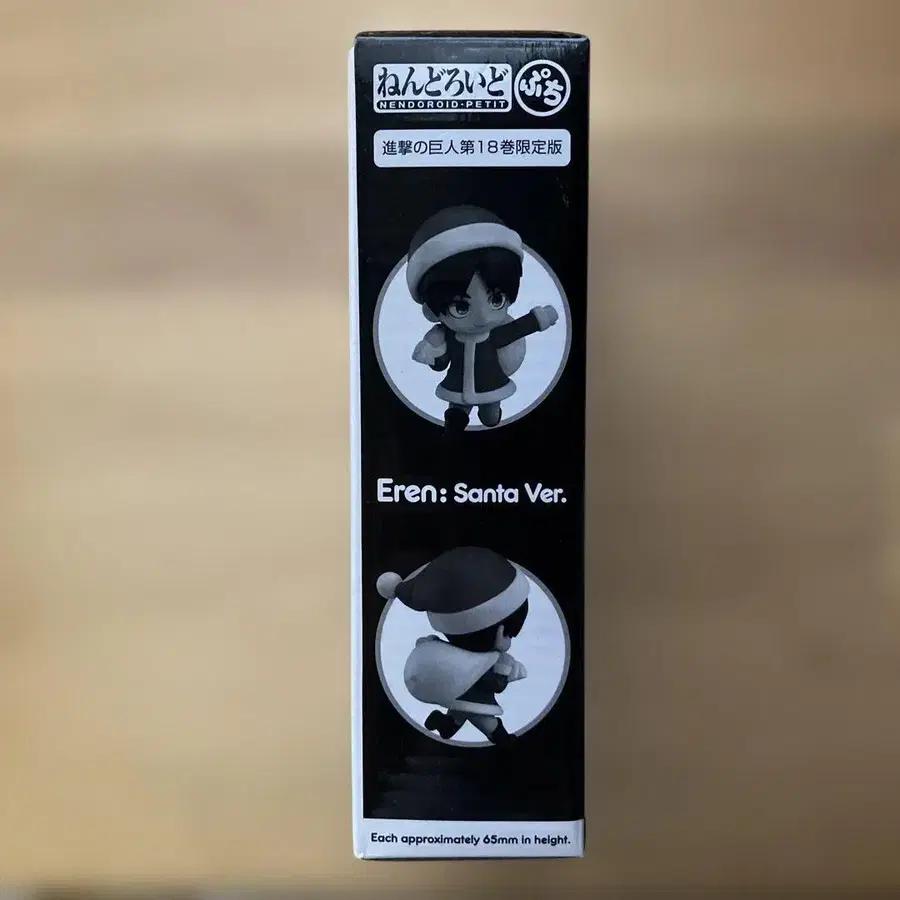 ねんどろいど
NENDOROID・PETIT
ぷち
進撃の巨人第18巻限定版
Eren: Santa Ver.
Each approximately 65mm in height.